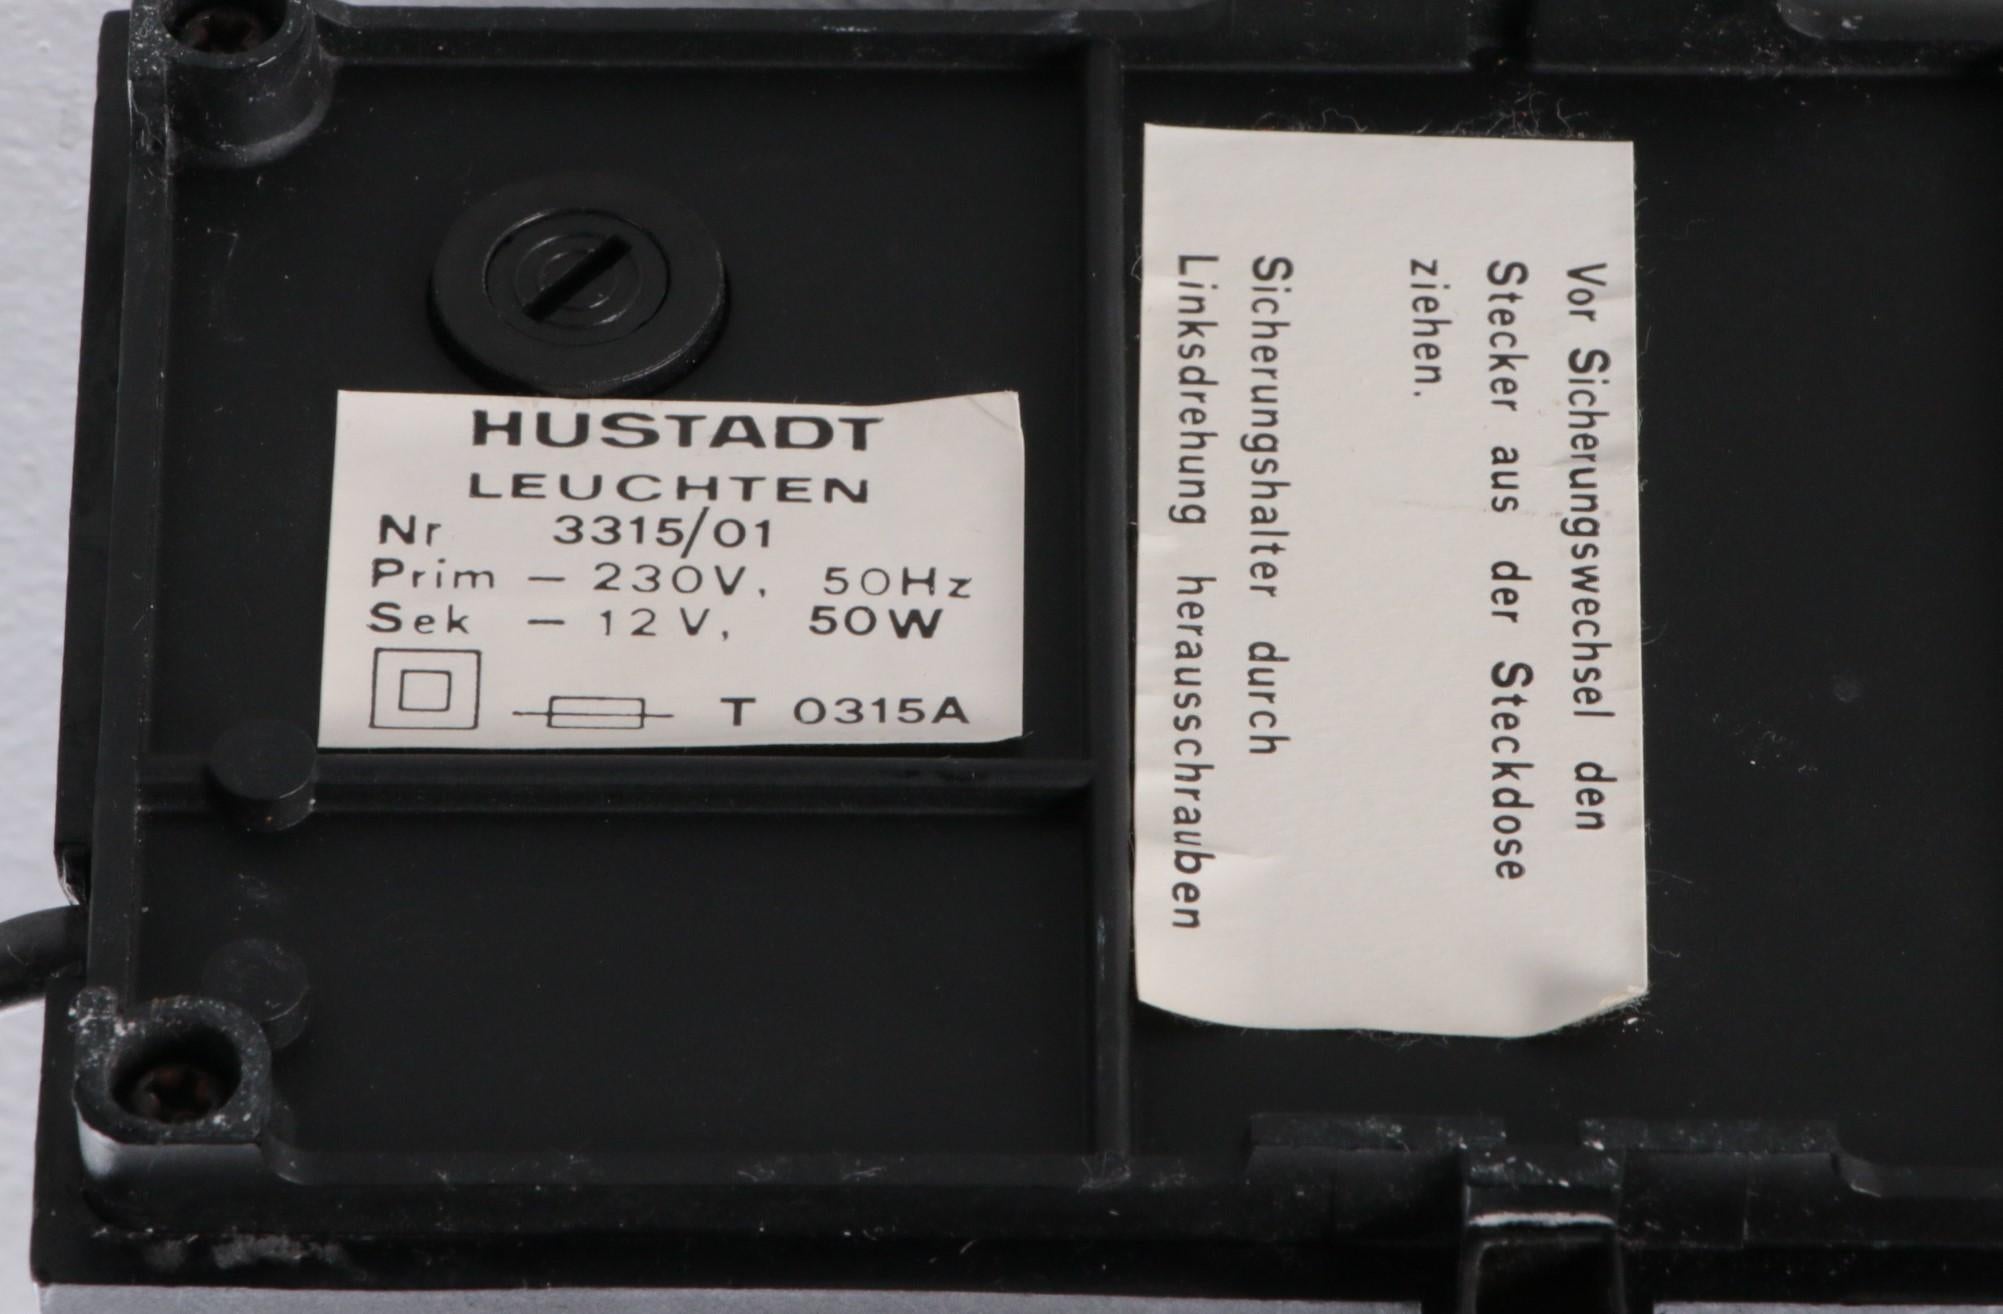 HUSTADT
LEUCHTEN
Nr 3315/01
Prim – 230V, 50Hz
Sek – 12V, 50W
T 0315A
Vor Sicherungswechsel den
Stecker aus der Steckdose
ziehen.
Sicherungshalter durch
Linksdrehung herausschrauben